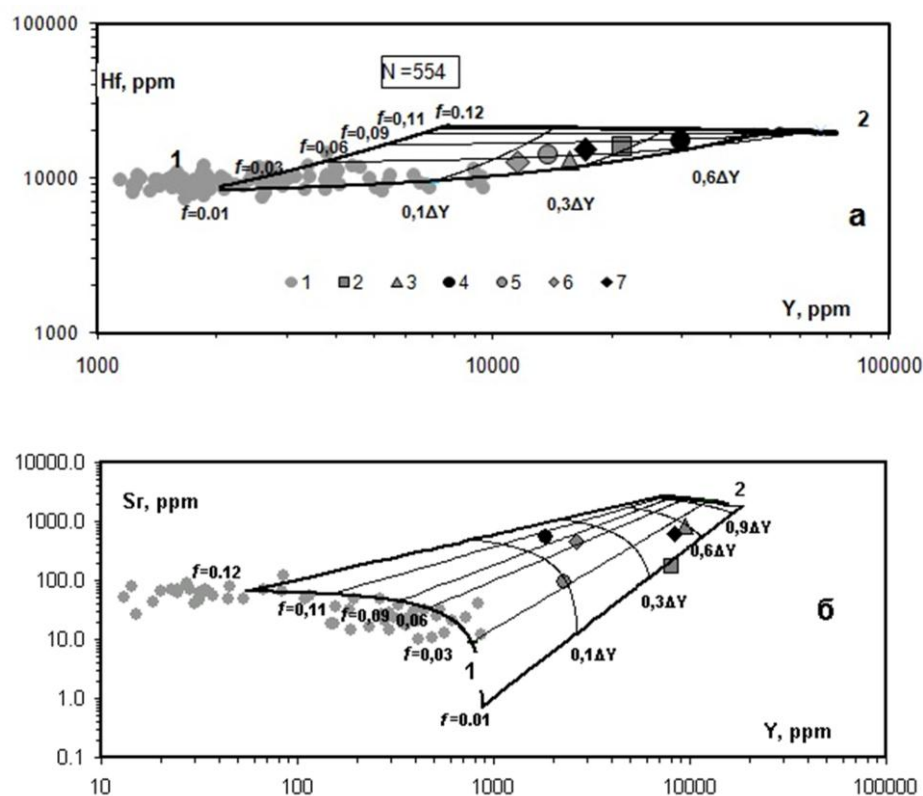 100000
Hf, ppm
N =554
f=0,11 f=0.12
f=0,09
f=0,06
f=0,03
1
2
10000
f=0.01
0,1ΔY
0,3ΔY
0,6ΔY
а
1 2 3 4 5 6 7
Y, ppm
1000
1000 10000 100000
10000.0
Sr, ppm
2
1000.0
0,9ΔY
0,6ΔY
f=0.12
100.0
0,3ΔY
f=0,11
f=0,09
0,06
б
10.0
f=0,03
1
0,1ΔY
1.0
f=0.01
Y, ppm
0.1
10 100 1000 10000 100000